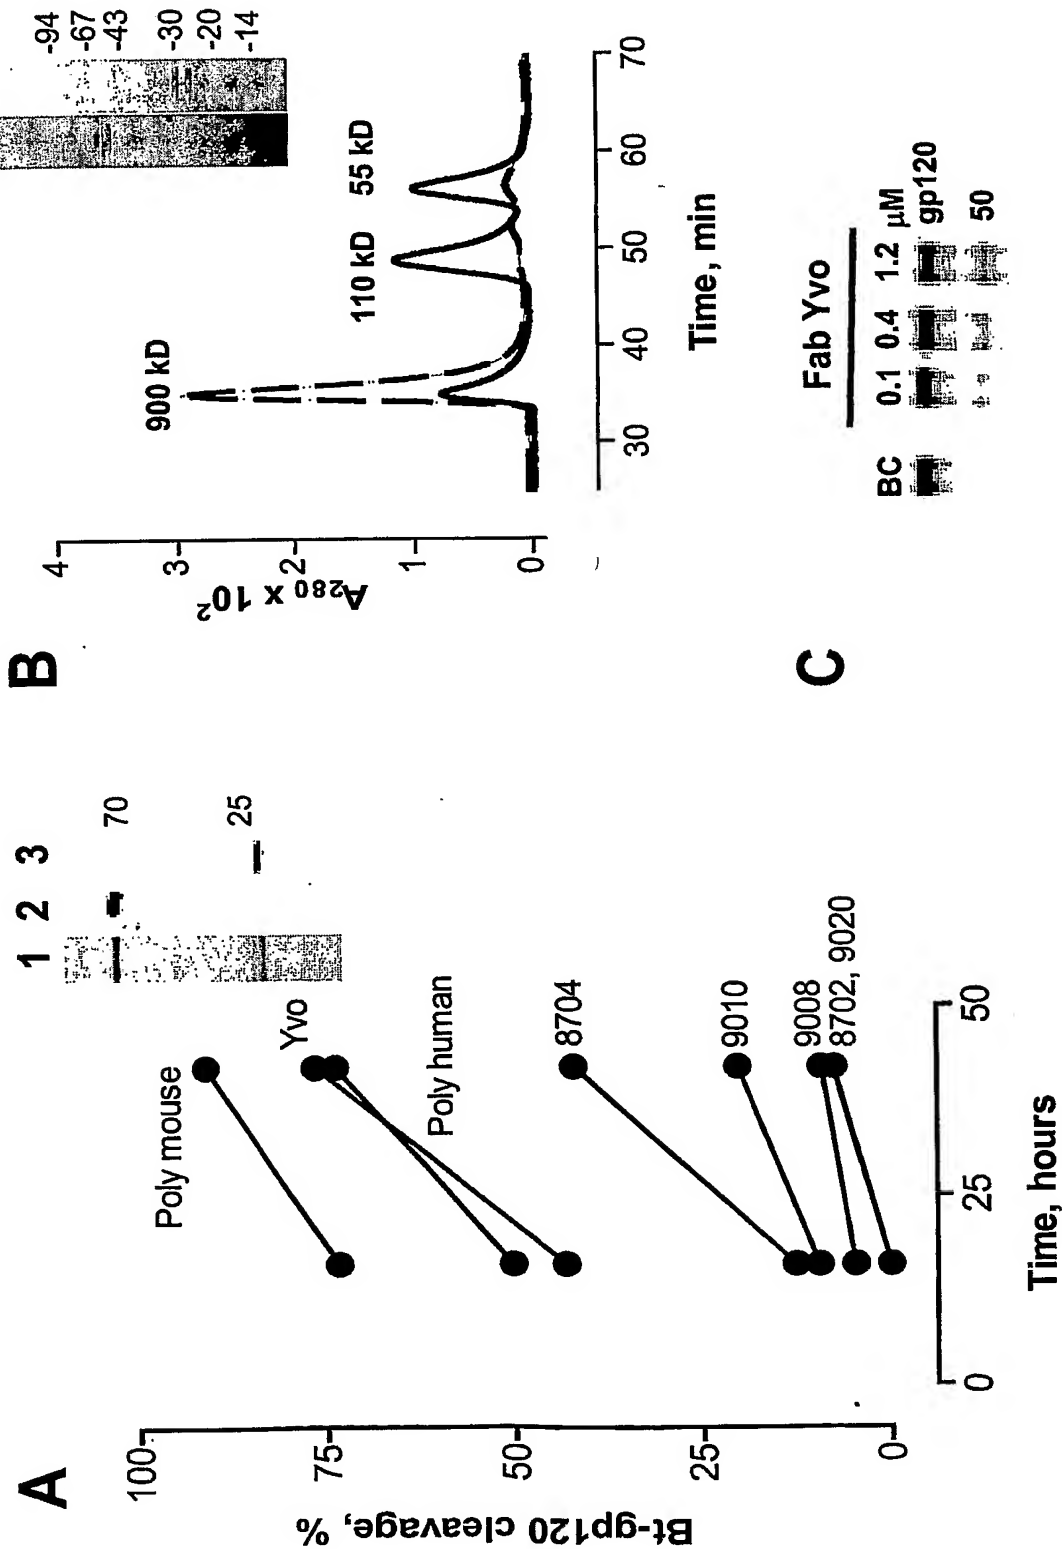 A
1 2 3
70
25
Poly mouse
Yvo
Poly human
8704
9010
9008
8702, 9020
100
75
50
25
0
Bt-gp120 cleavage, %
0 25 50
Time, hours
B
-94
-67
-43
-30
-20
-14
900 kD
110 kD
55 kD
4
3
2
1
0
A280 x 10²
30 40 50 60 70
Time, min
C
Fab Yvo
BC 0.1 0.4 1.2 µM
gp120
50